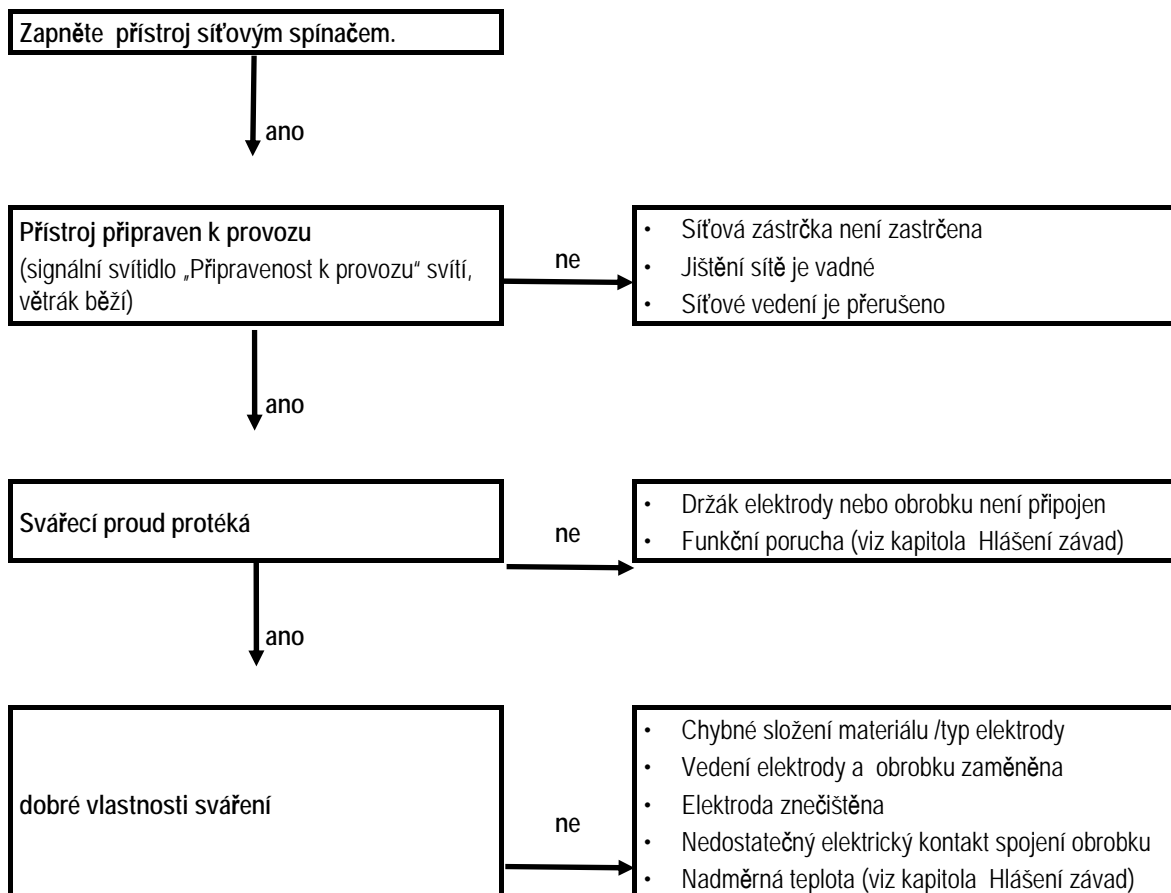 Zapněte přístroj síťovým spínačem.
ano
Přístroj připraven k provozu
(signální svítidlo „Připravenost k provozu“ svítí,
větrák běží)
ne
• Síťová zástrčka není zastrčena
• Jištění sítě je vadné
• Síťové vedení je přerušeno
ano
Svářecí proud protéká
ne
• Držák elektrody nebo obrobku není připojen
• Funkční porucha (viz kapitola Hlášení závad)
ano
dobré vlastnosti sváření
ne
• Chybné složení materiálu /typ elektrody
• Vedení elektrody a obrobku zaměněna
• Elektroda znečištěna
• Nedostatečný elektrický kontakt spojení obrobku
• Nadměrná teplota (viz kapitola Hlášení závad)